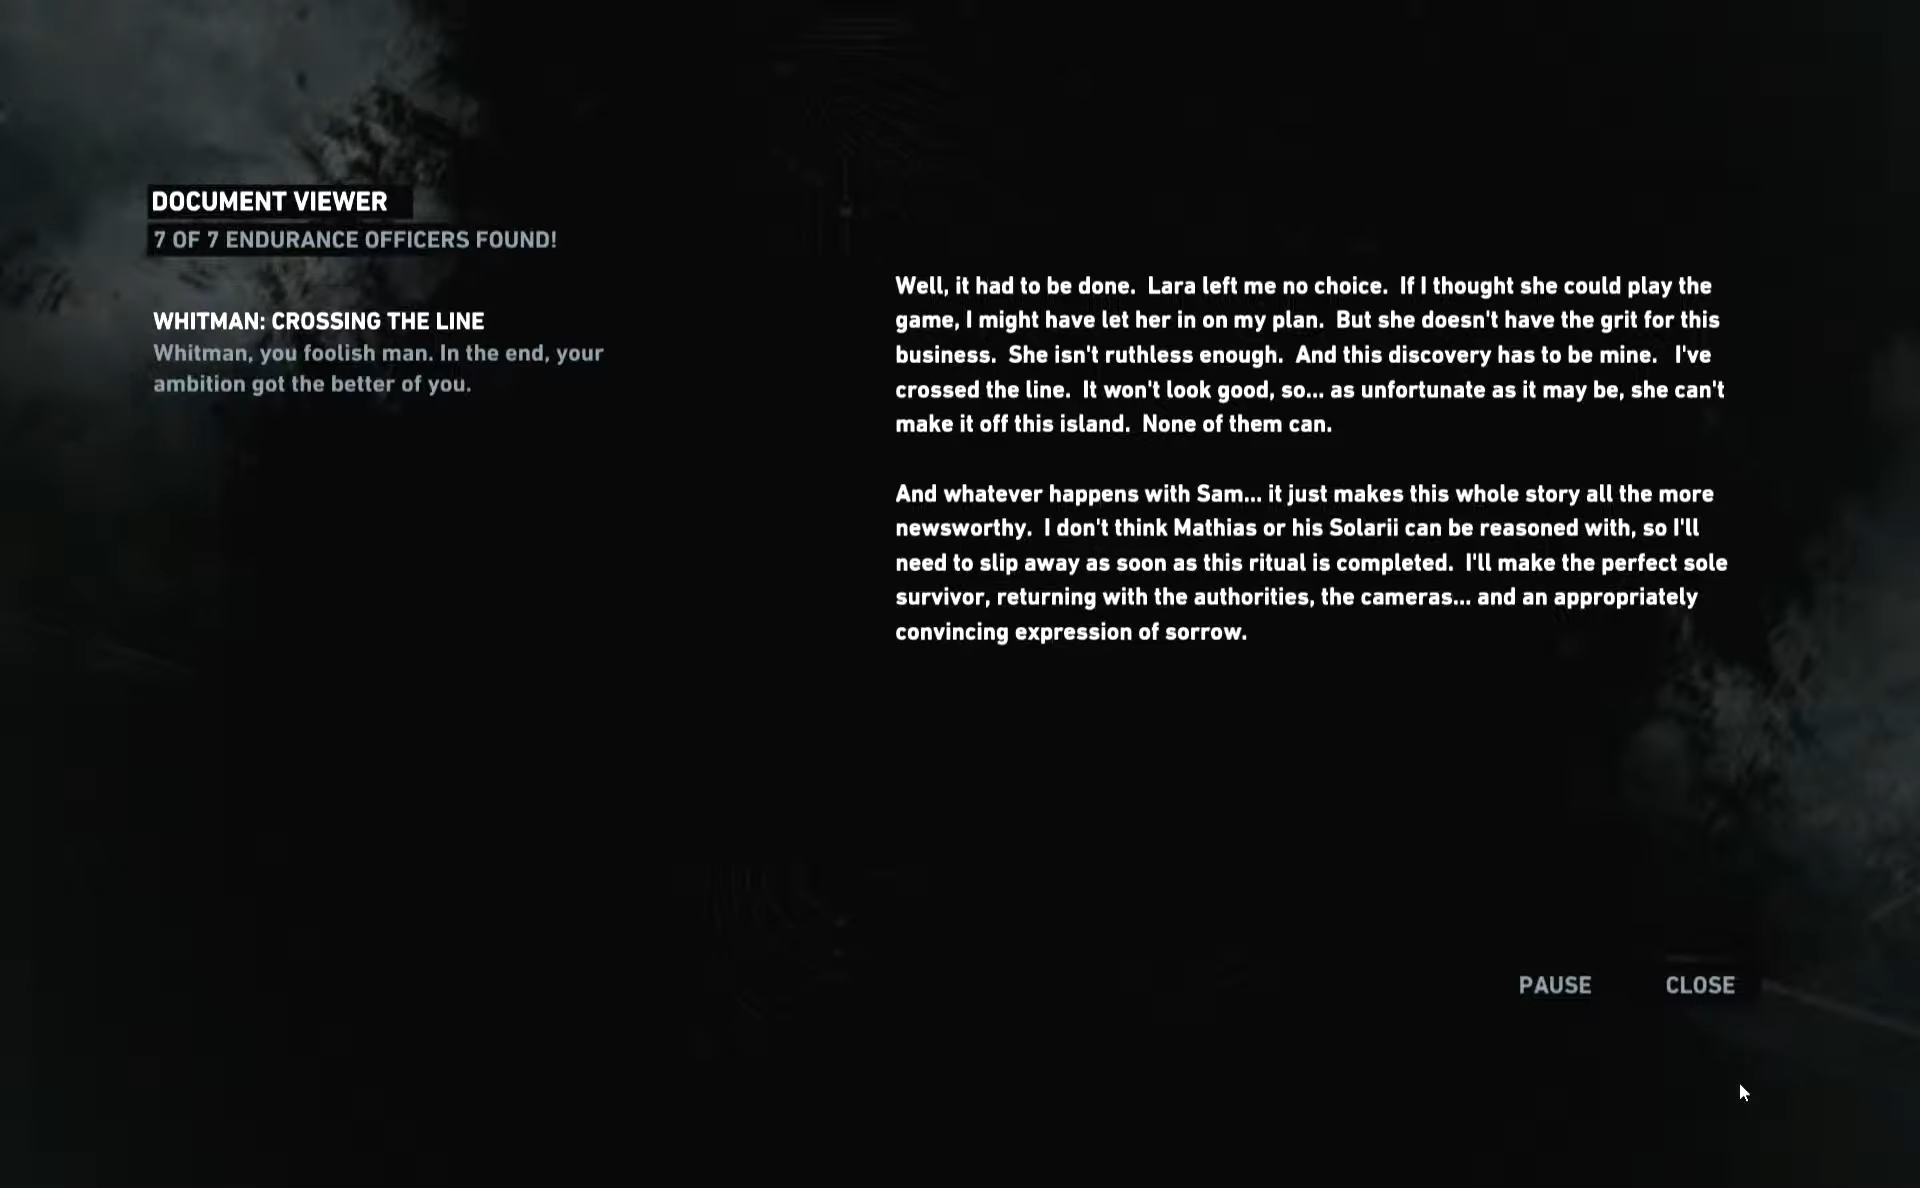 DOCUMENT VIEWER
7 OF 7 ENDURANCE OFFICERS FOUND!
WHITMAN: CROSSING THE LINE
Whitman, you foolish man. In the end, your
ambition got the better of you.
Well, it had to be done.  Lara left me no choice.  If I thought she could play the
game, I might have let her in on my plan.  But she doesn't have the grit for this
business.  She isn't ruthless enough.  And this discovery has to be mine.   I've
crossed the line.  It won't look good, so... as unfortunate as it may be, she can't
make it off this island.  None of them can.
And whatever happens with Sam... it just makes this whole story all the more
newsworthy.  I don't think Mathias or his Solarii can be reasoned with, so I'll
need to slip away as soon as this ritual is completed.  I'll make the perfect sole
survivor, returning with the authorities, the cameras... and an appropriately
convincing expression of sorrow.
PAUSE CLOSE